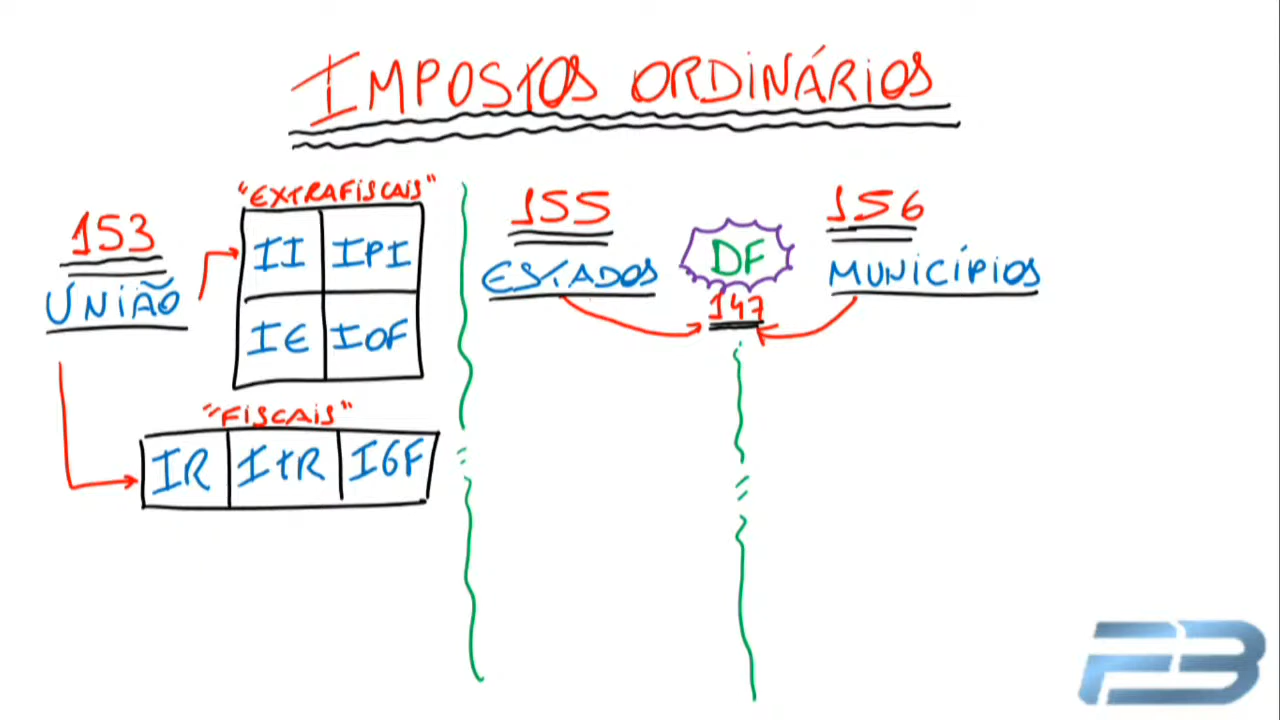 IMPOSTOS ORDINÁRIOS
153
UNIÃO
"EXTRAFISCAIS"
II IPI
IE IOF
"FISCAIS"
IR ITR IGF
155
ESTADOS
DF
147
156
MUNICÍPIOS
PB